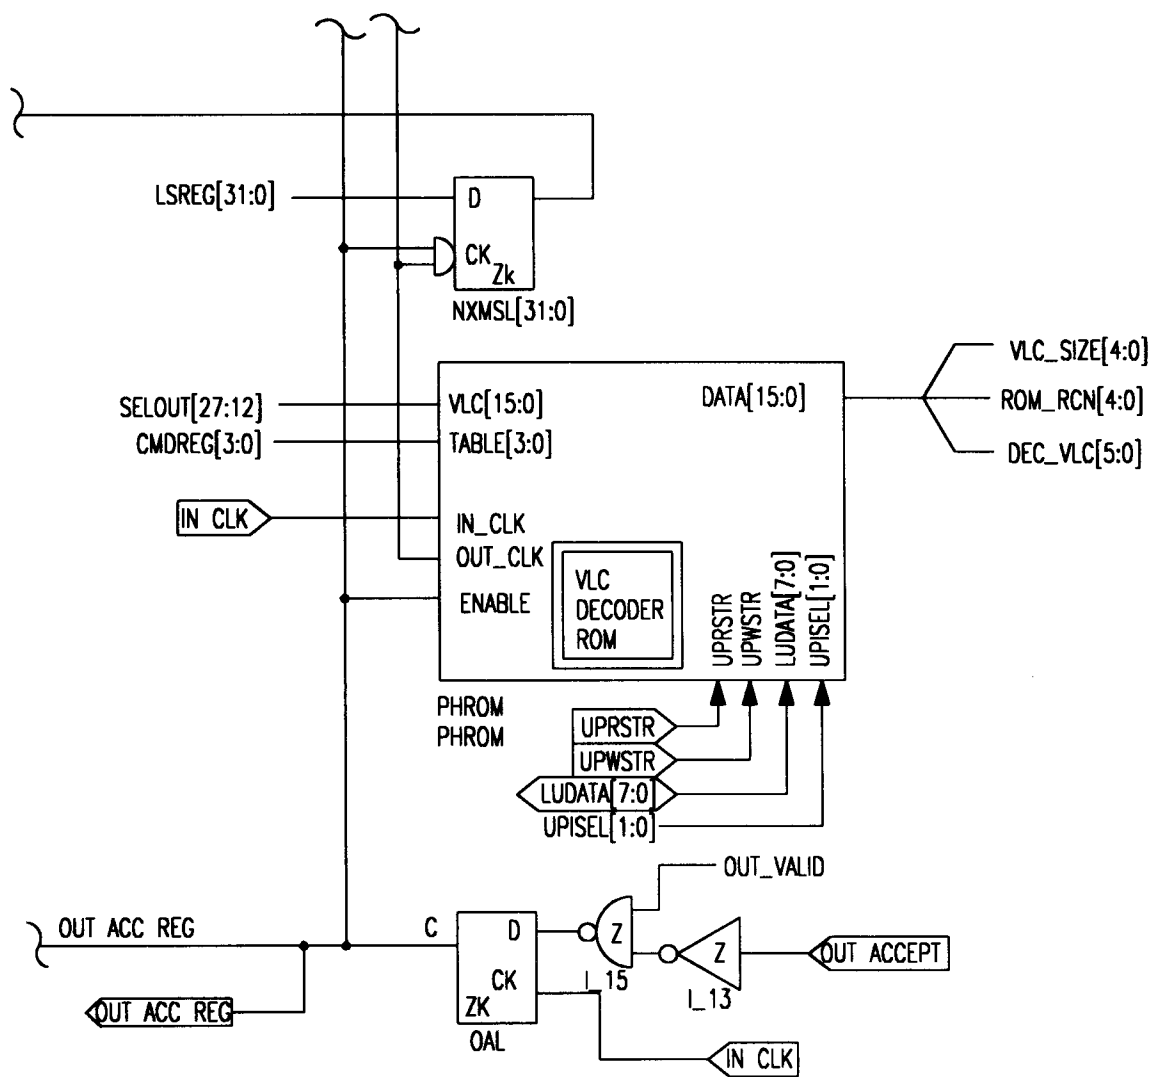 LSREG[31:0]
D
CK
Zk
NXMSL[31:0]
SELOUT[27:12]
VLC[15:0]
DATA[15:0]
VLC_SIZE[4:0]
ROM_RCN[4:0]
DEC_VLC[5:0]
CMDREG[3:0]
TABLE[3:0]
IN CLK
IN_CLK
OUT_CLK
ENABLE
VLC
DECODER
ROM
UPRSTR
UPWSTR
LUDATA[7:0]
UPISEL[1:0]
PHROM
PHROM
UPRSTR
UPWSTR
LUDATA[7:0]
UPISEL[1:0]
OUT_VALID
OUT ACC REG
C
D
Z
Z
OUT ACCEPT
CK
I_15
I_13
ZK
OUT ACC REG
OAL
IN CLK